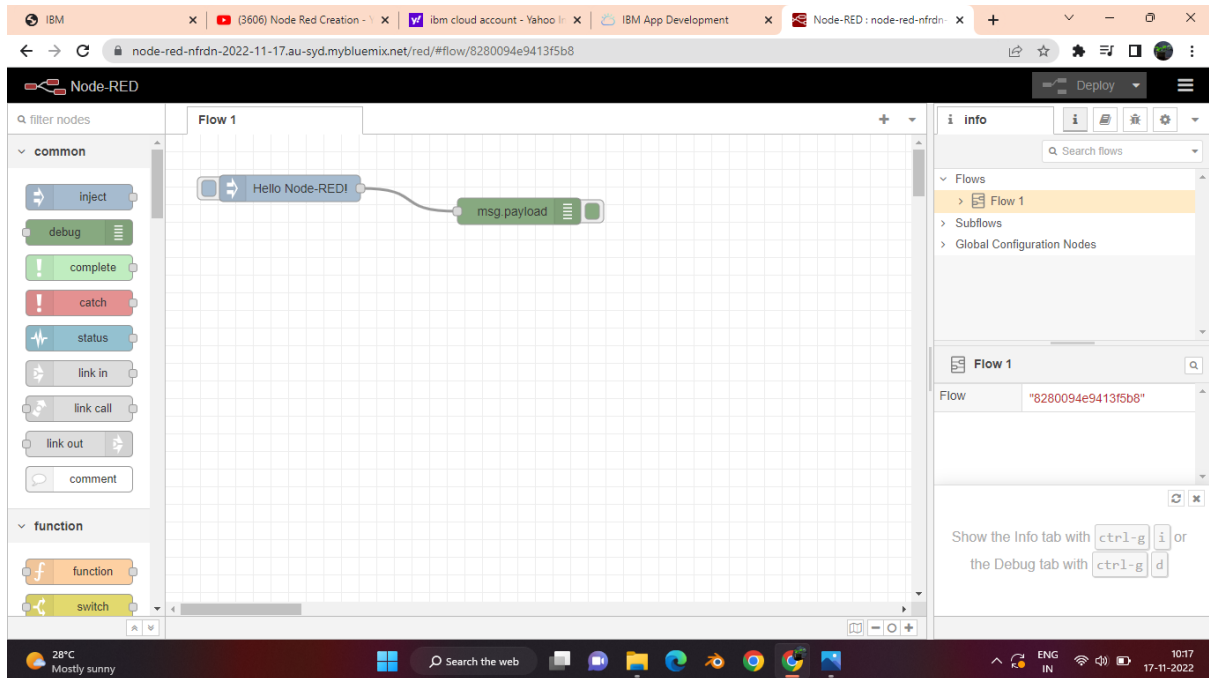 IBM
(3606) Node Red Creation - Y
ibm cloud account - Yahoo I
IBM App Development
Node-RED : node-red-nfrdn-
node-red-nfrdn-2022-11-17.au-syd.mybluemix.net/red/#flow/8280094e9413f5b8
Node-RED
Deploy
filter nodes
Flow 1
i info
i
common
Search flows
inject
Hello Node-RED!
msg.payload
Flows
Flow 1
debug
Subflows
complete
Global Configuration Nodes
catch
status
link in
Flow 1
link call
Flow "8280094e9413f5b8"
link out
comment
function
Show the Info tab with ctrl-g i or
the Debug tab with ctrl-g d
function
switch
28°C
Mostly sunny
Search the web
ENG
IN
10:17
17-11-2022